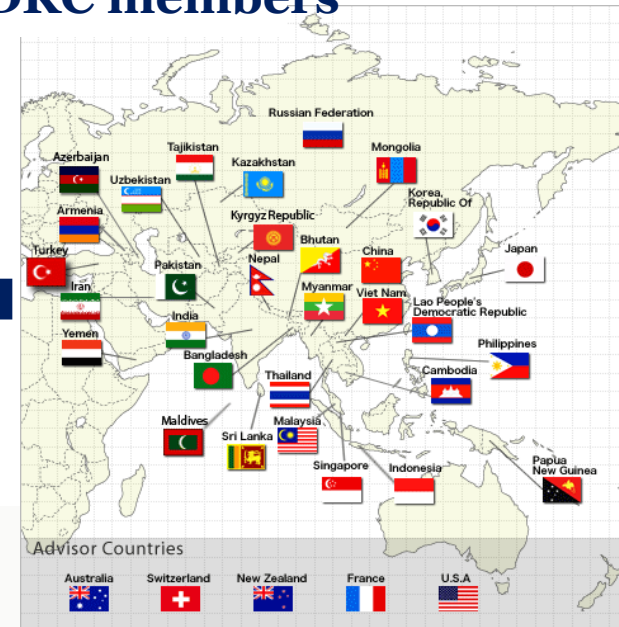 DRC members
Russian Federation
Azerbaijan
Tajikistan
Mongolia
Uzbekistan
Kazakhstan
Korea,
Republic Of
Armenia
Kyrgyz Republic
Turkey
Bhutan
China
Japan
Pakistan
Nepal
Iran
Myanmar
Viet Nam
Lao People's
Democratic Republic
India
Yemen
Philippines
Bangladesh
Thailand
Cambodia
Maldives
Malaysia
Sri Lanka
Singapore
Indonesia
Papua
New Guinea
Advisor Countries
Australia
Switzerland
New Zealand
France
U.S.A